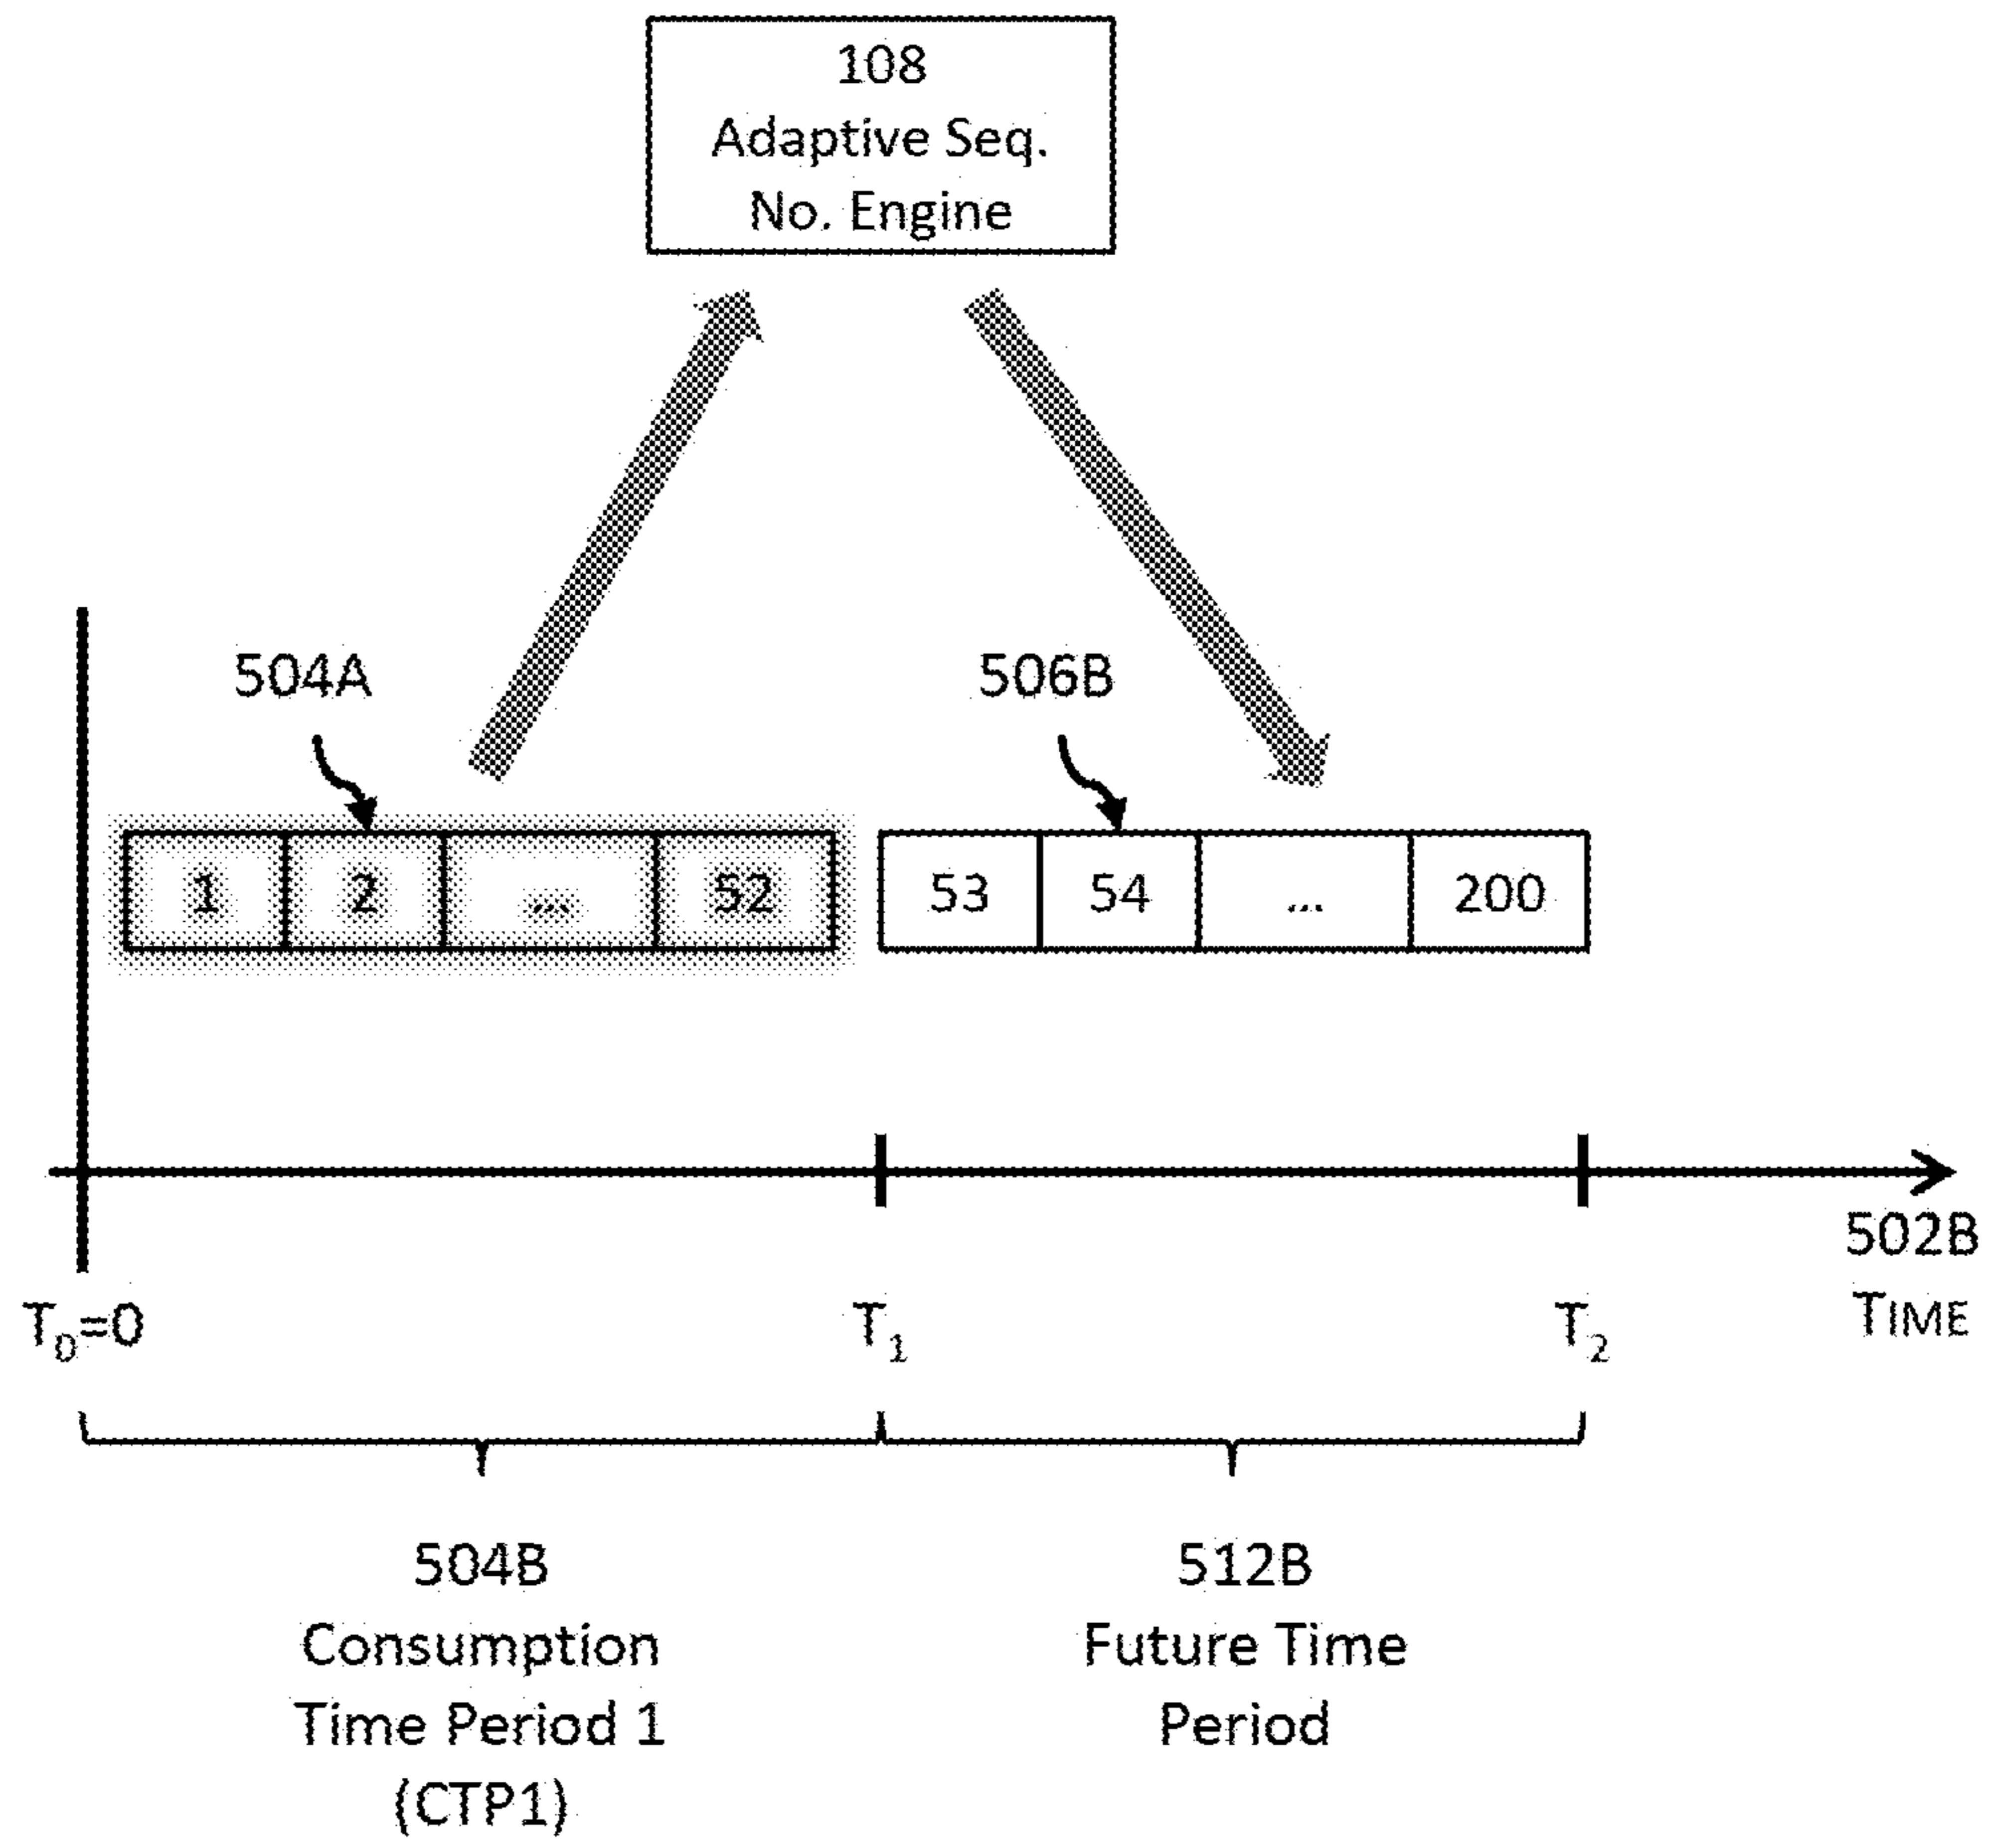 108
Adaptive Seq.
No. Engine
504A
506B
1 2 ... 52 53 54 ... 200
502B
TIME
T0=0 T1 T2
504B
Consumption
Time Period 1
(CTP1)
512B
Future Time
Period